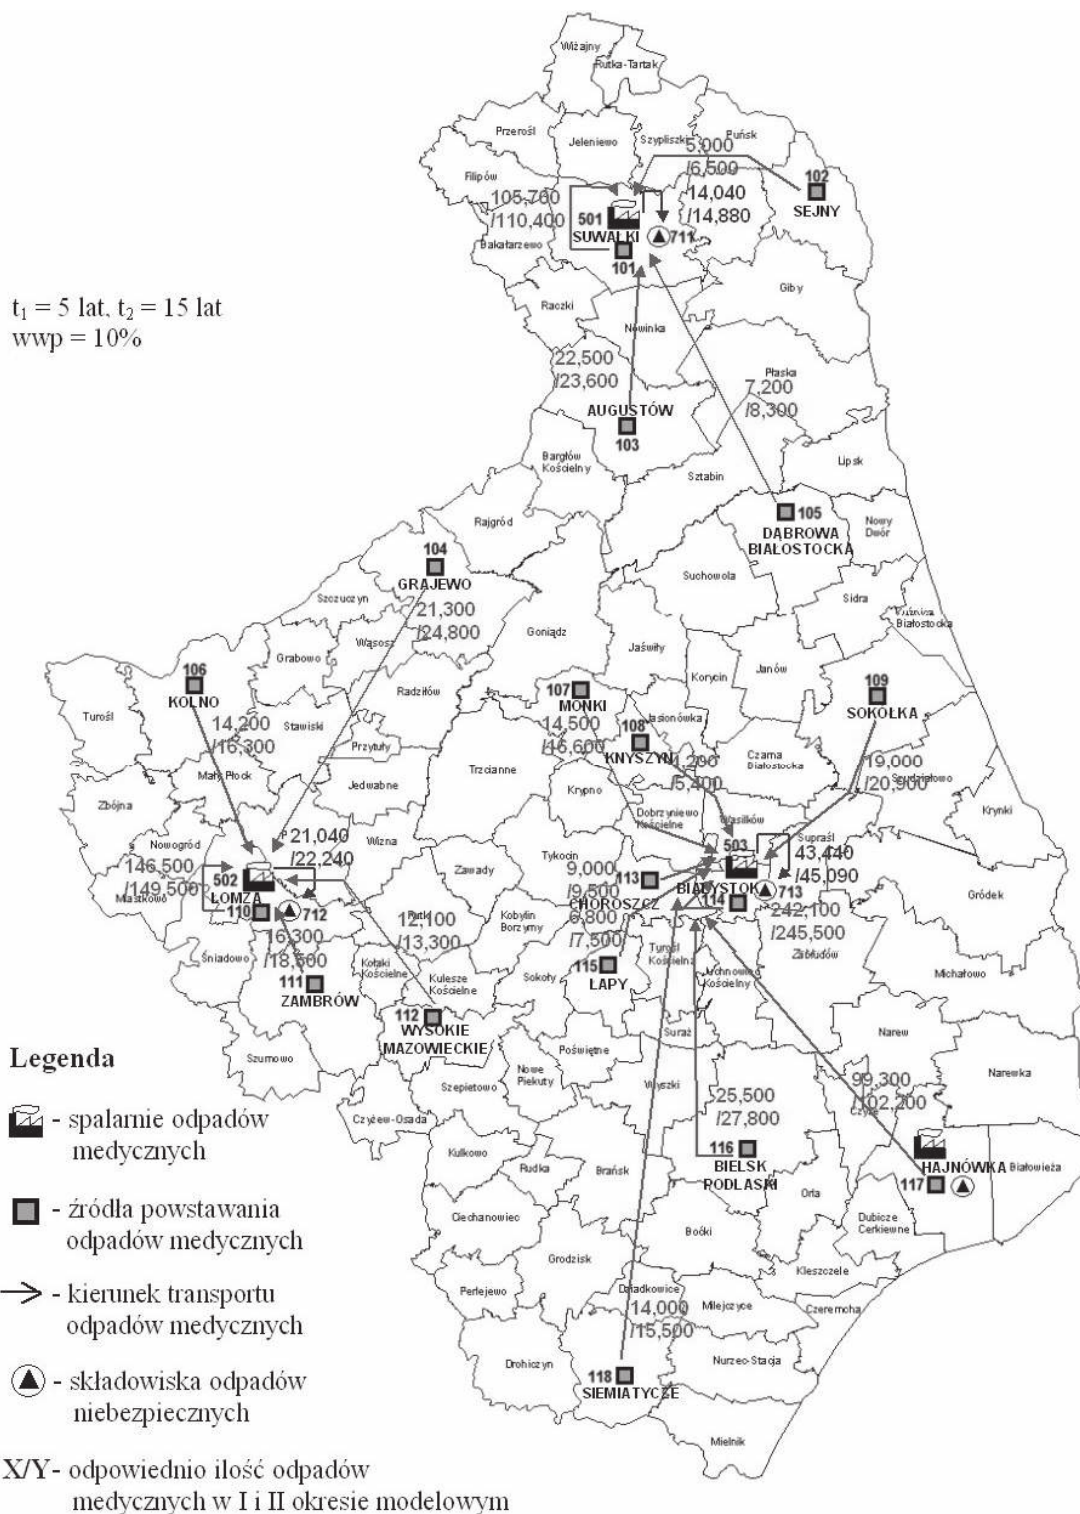 Wiżajny
Rutka-Tartak
Przerośl
Jeleniewo
Szypliszki
Puńsk
5,000
/6,500
Filipów
105,700
/110,400
14,040
/14,880
102
SEJNY
501
SUWAŁKI
711
101
Bakałarzewo
Giby
t₁ = 5 lat, t₂ = 15 lat
wwp = 10%
Raczki
Nowinka
22,500
/23,600
Płaska
7,200
/8,300
AUGUSTÓW
103
Bargłów
Kościelny
Lipsk
Sztabin
Rajgród
105
DĄBROWA
BIAŁOSTOCKA
Nowy
Dwór
104
GRAJEWO
Suchowola
Szczuczyn
21,300
/24,800
Sidra
Kuźnica
Białostocka
Wąsosz
Goniądz
Jaświły
Grabowo
106
KOLNO
Radziłów
Korycin
Janów
107
MOŃKI
109
SOKÓŁKA
Turośl
14,200
/16,300
Stawiski
14,500
/16,600
108
KNYSZYN
Jasionówka
Przytuły
Mały Płock
Trzcianne
4,200
/5,400
Czarna
Białostocka
19,000
/20,900
Szudziałowo
Jedwabne
Zbójna
Krypno
Dobrzyniewo
Kościelne
Wasilków
Krynki
21,040
/22,240
Wizna
Nowogród
503
Supraśl
43,440
/45,090
146,500
/149,500
Miastkowo
502
ŁOMŻA
110
712
Zawady
Tykocin
9,000
/9,500
113
CHOROSZCZ
BIAŁYSTOK
114
713
Gródek
242,100
/245,500
16,300
/18,500
12,100
/13,300
Rutki
Kobylin
Borzymy
6,800
/7,500
Turośl
Kościelna
Zabłudów
Śniadowo
111
ZAMBRÓW
Kołaki
Kościelne
Kulesze
Kościelne
Sokoły
115
ŁAPY
Juchnowiec
Kościelny
Michałowo
112
WYSOKIE
MAZOWIECKIE
Suraż
Narew
Legenda
Szumowo
Poświętne
Nowe
Piekuty
Wyszki
Narewka
Szepietowo
99,300
/102,200
Czyże
- spalarnie odpadów
medycznych
Czyżew-Osada
25,500
/27,800
Kulkowo
Rudka
Brańsk
116
BIELSK
PODLASKI
HAJNÓWKA
117
Białowieża
- źródła powstawania
odpadów medycznych
Orla
Ciechanowiec
Boćki
Dubicze
Cerkiewne
Grodzisk
Kleszczele
- kierunek transportu
odpadów medycznych
Perlejewo
Dziadkowice
14,000
/15,500
Milejczyce
Czeremcha
Drohiczyn
Nurzec-Stacja
118
SIEMIATYCZE
- składowiska odpadów
niebezpiecznych
Mielnik
X/Y - odpowiednio ilość odpadów
medycznych w I i II okresie modelowym